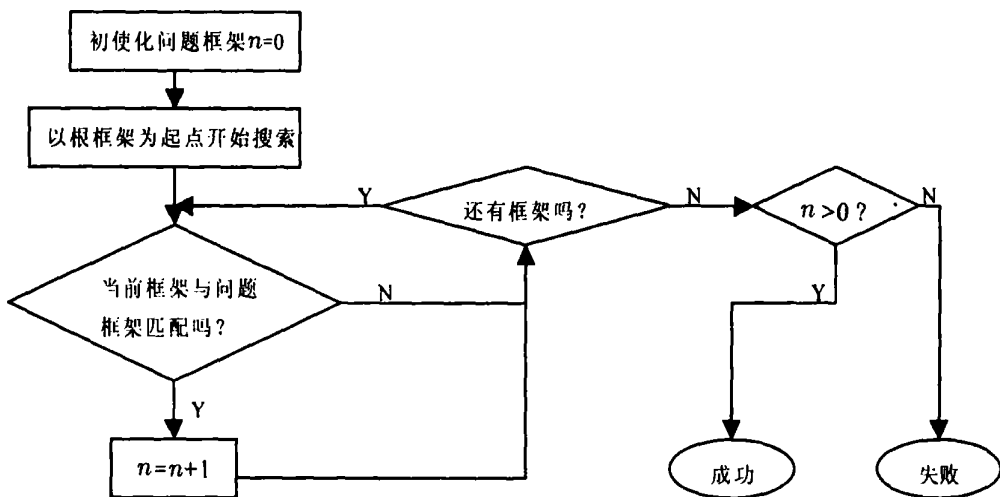 初使化问题框架n=0
以根框架为起点开始搜索
Y
还有框架吗？
N
n>0？
N
当前框架与问题
框架匹配吗？
N
Y
Y
n=n+1
成功
失败